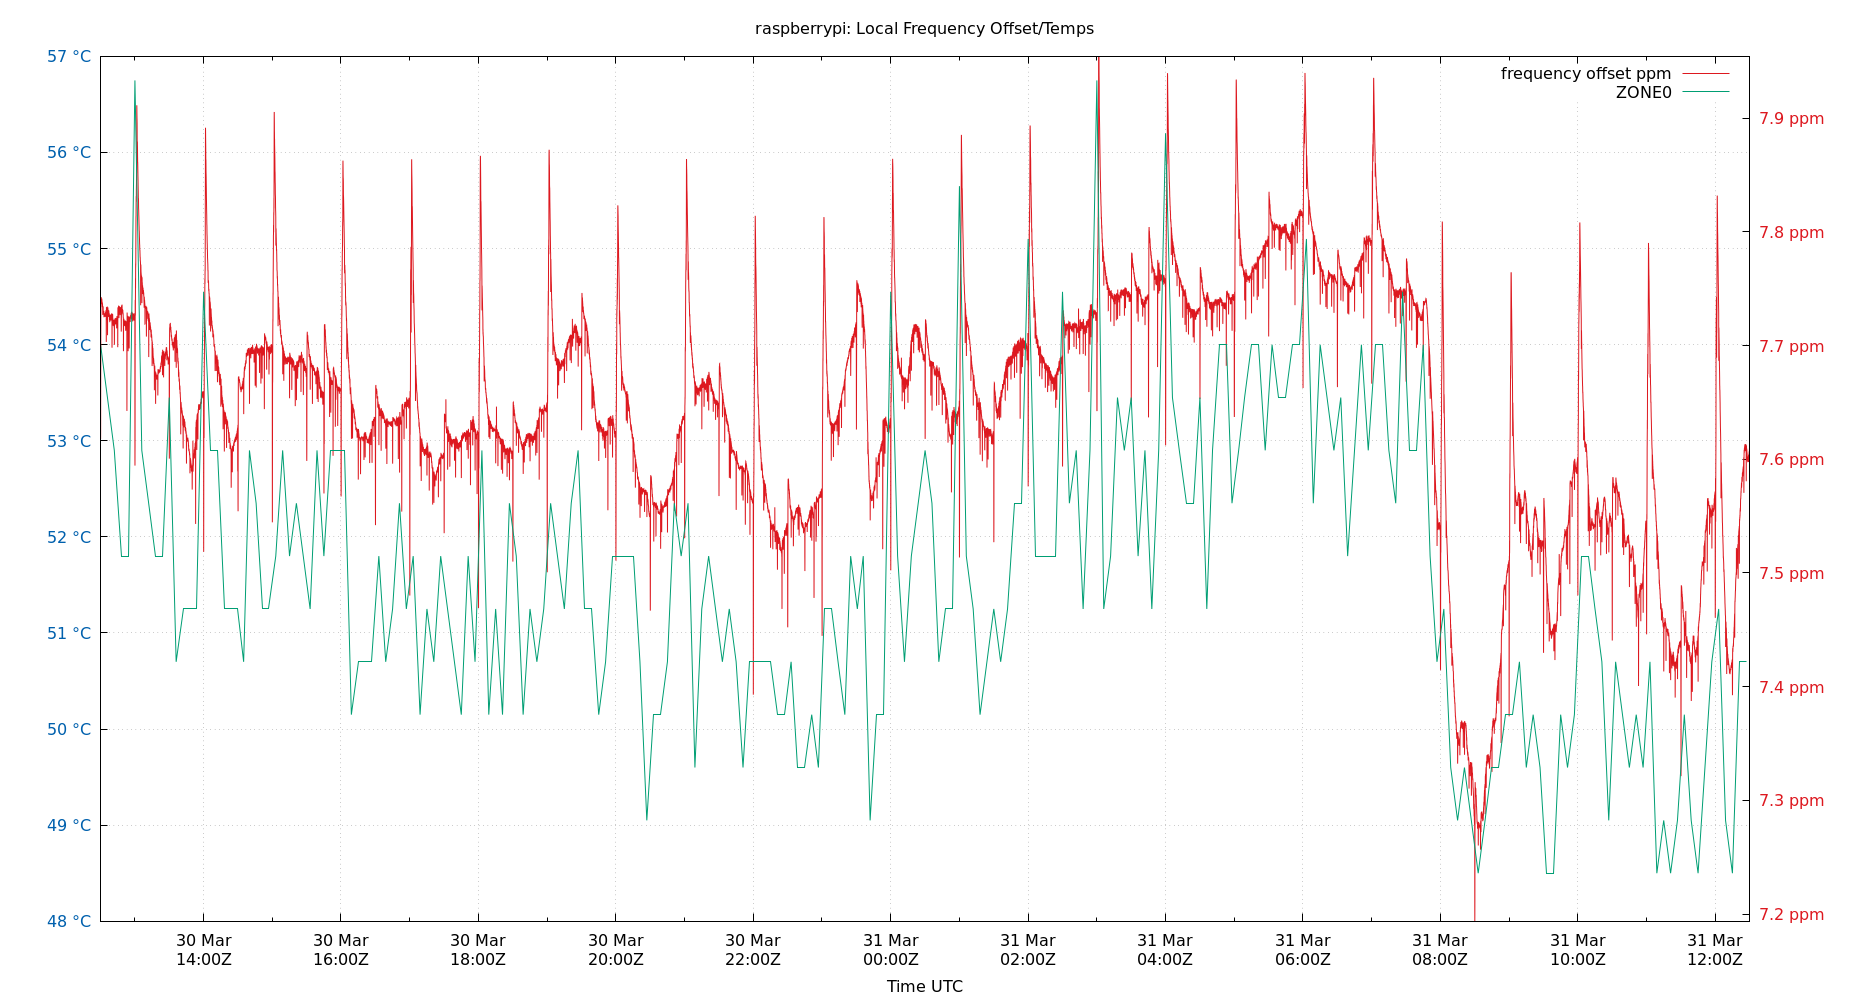 raspberrypi: Local Frequency Offset/Temps
57 °C
56 °C
55 °C
54 °C
53 °C
52 °C
51 °C
50 °C
49 °C
48 °C
frequency offset ppm
ZONE0
7.9 ppm
7.8 ppm
7.7 ppm
7.6 ppm
7.5 ppm
7.4 ppm
7.3 ppm
7.2 ppm
30 Mar
14:00Z
30 Mar
16:00Z
30 Mar
18:00Z
30 Mar
20:00Z
30 Mar
22:00Z
31 Mar
00:00Z
31 Mar
02:00Z
31 Mar
04:00Z
31 Mar
06:00Z
31 Mar
08:00Z
31 Mar
10:00Z
31 Mar
12:00Z
Time UTC